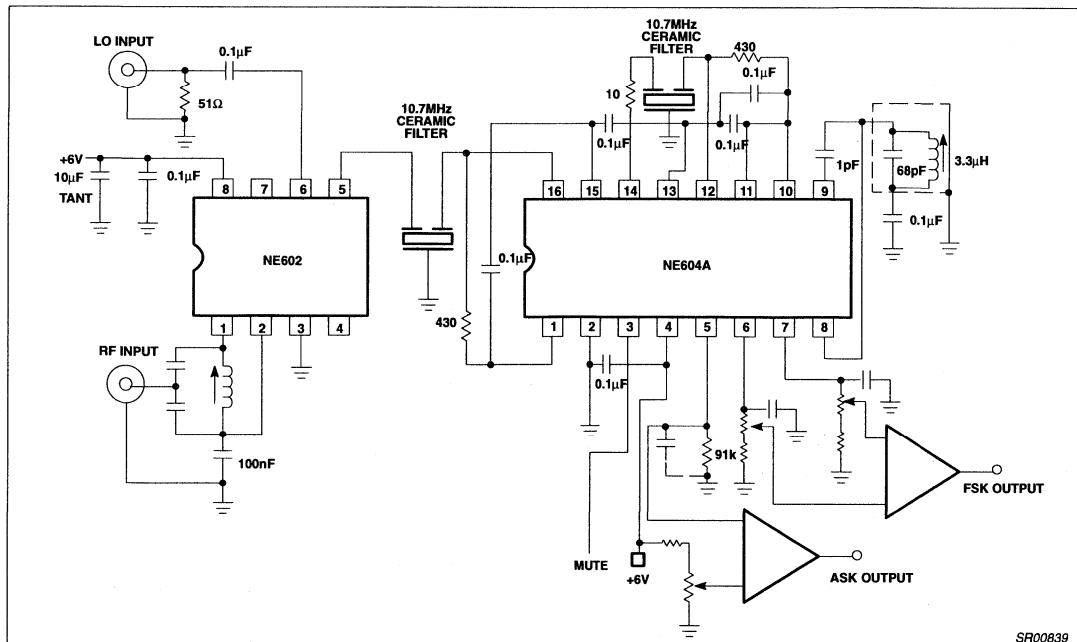 LO INPUT
0.1µF
51Ω
+6V
10µF
TANT
0.1µF
8
7
6
5
NE602
1
2
3
4
RF INPUT
100nF
10.7MHz
CERAMIC
FILTER
430
0.1µF
10.7MHz
CERAMIC
FILTER
10
430
0.1µF
0.1µF
0.1µF
16
15
14
13
12
11
10
9
1pF
68pF
3.3µH
0.1µF
NE604A
1
2
3
4
5
6
7
8
0.1µF
91k
MUTE
+6V
FSK OUTPUT
ASK OUTPUT
SR00839